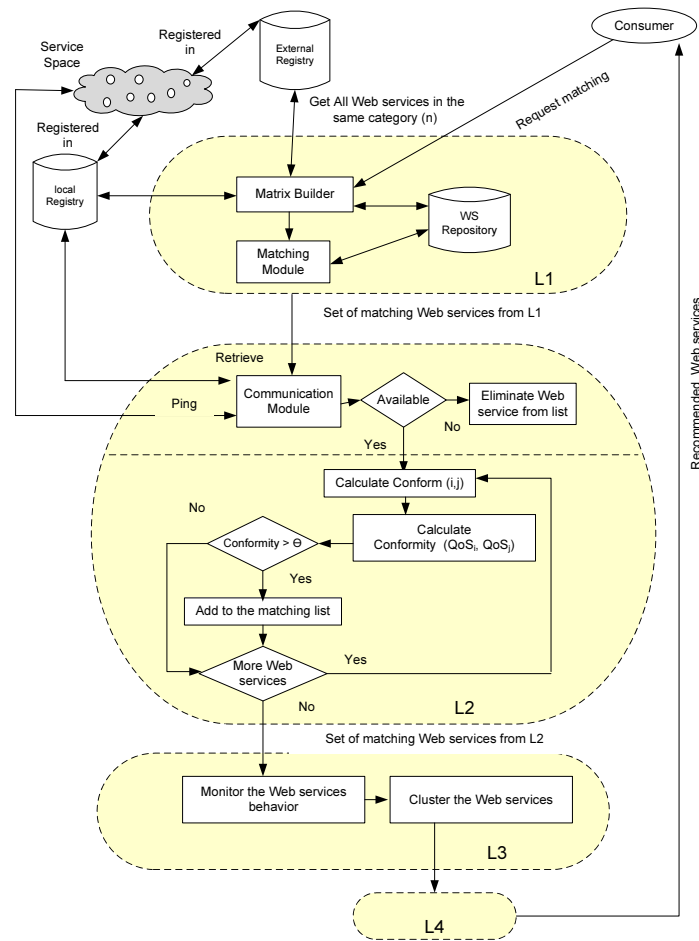 Consumer
Registered
in
External
Registry
Service
Space
Get All Web services in the
same category (n)
Request matching
Registered
in
local
Registry
Matrix Builder
WS
Repository
Matching
Module
L1
Set of matching Web services from L1
Recommended Web services
Retrieve
Communication
Module
Available
Eliminate Web
service from list
Ping
No
Yes
Calculate Conform (i,j)
No
Calculate
Conformity (QoSi, QoSj)
Conformity > Θ
Yes
Add to the matching list
More Web
services
Yes
No
L2
Set of matching Web services from L2
Monitor the Web services
behavior
Cluster the Web services
L3
L4